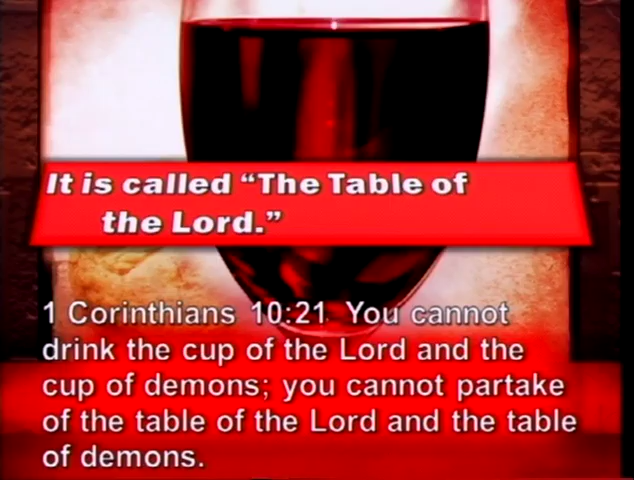 It is called “The Table of
the Lord.”
1 Corinthians 10:21 You cannot
drink the cup of the Lord and the
cup of demons; you cannot partake
of the table of the Lord and the table
of demons.